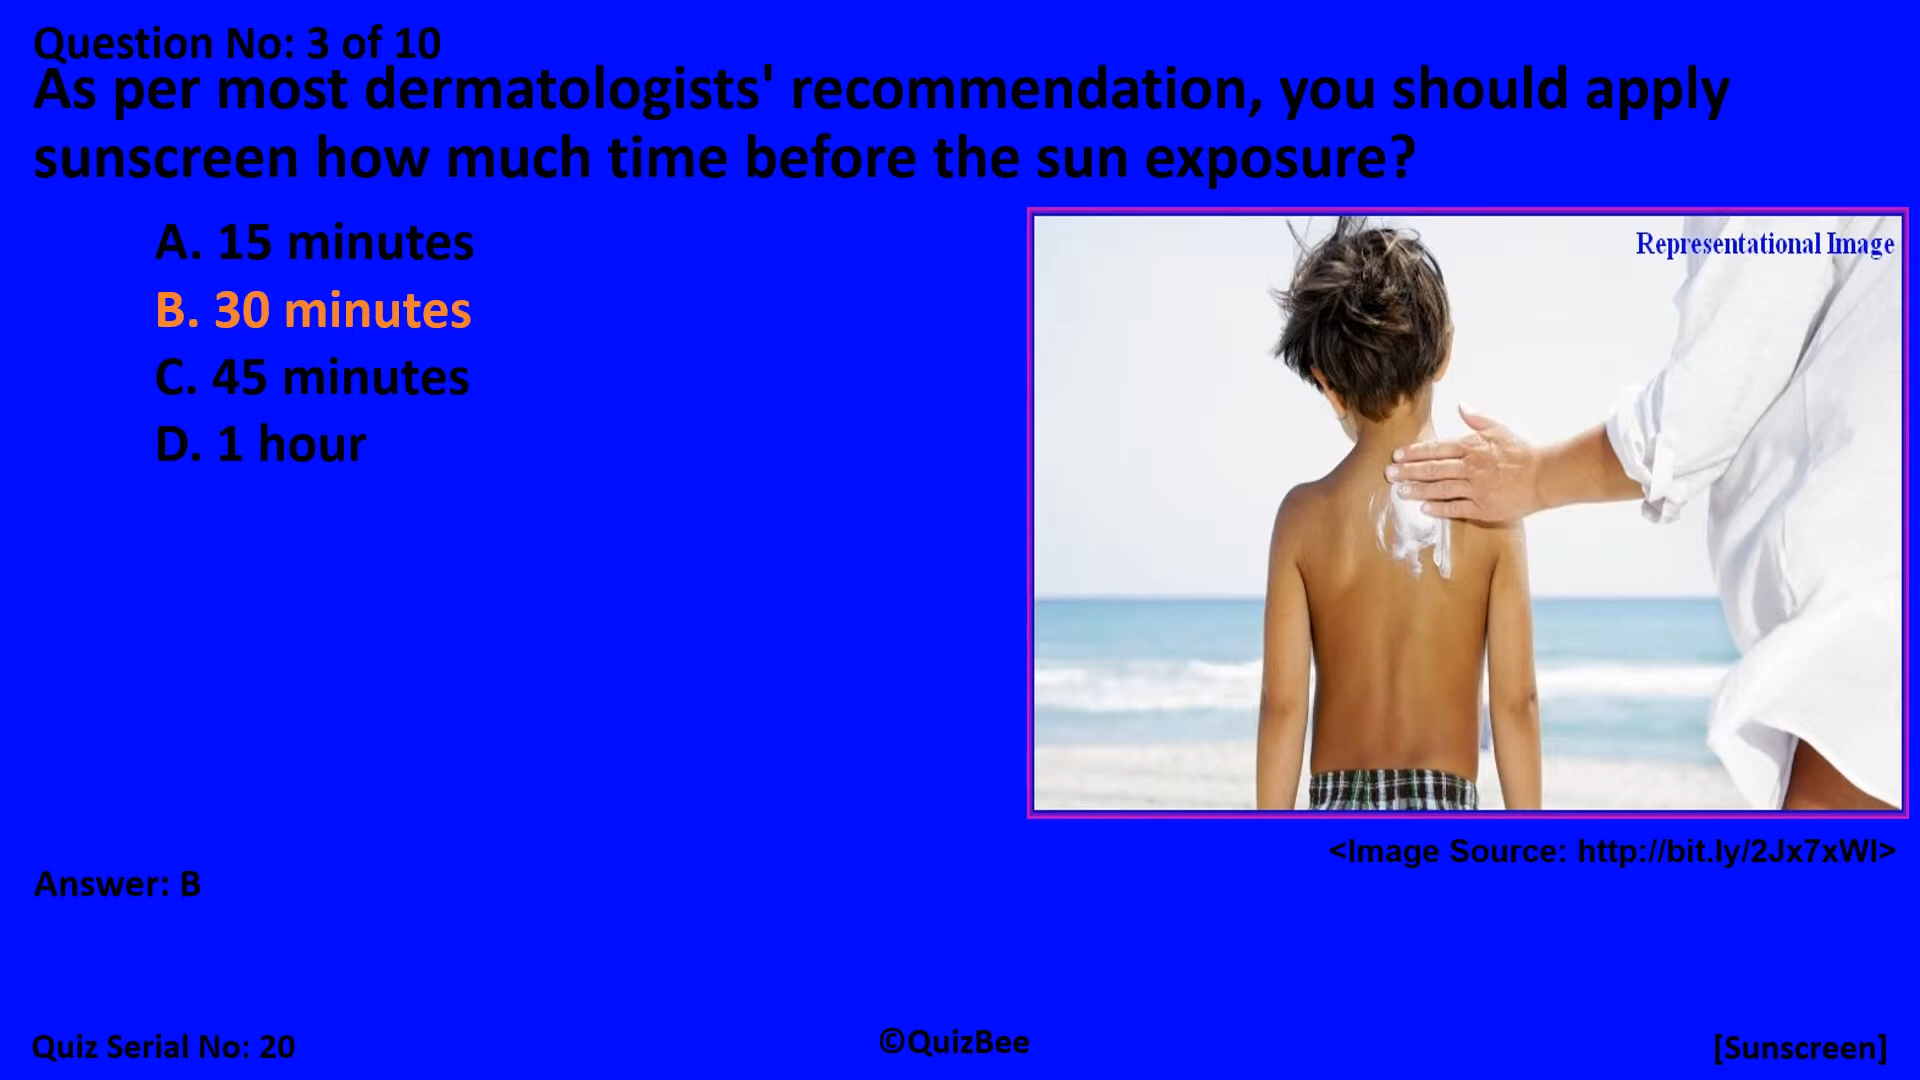 Question No: 3 of 10
As per most dermatologists' recommendation, you should apply
sunscreen how much time before the sun exposure?
A. 15 minutes
B. 30 minutes
C. 45 minutes
D. 1 hour
Representational Image
<Image Source: http://bit.ly/2Jx7xWl>
Answer: B
Quiz Serial No: 20
©QuizBee
[Sunscreen]